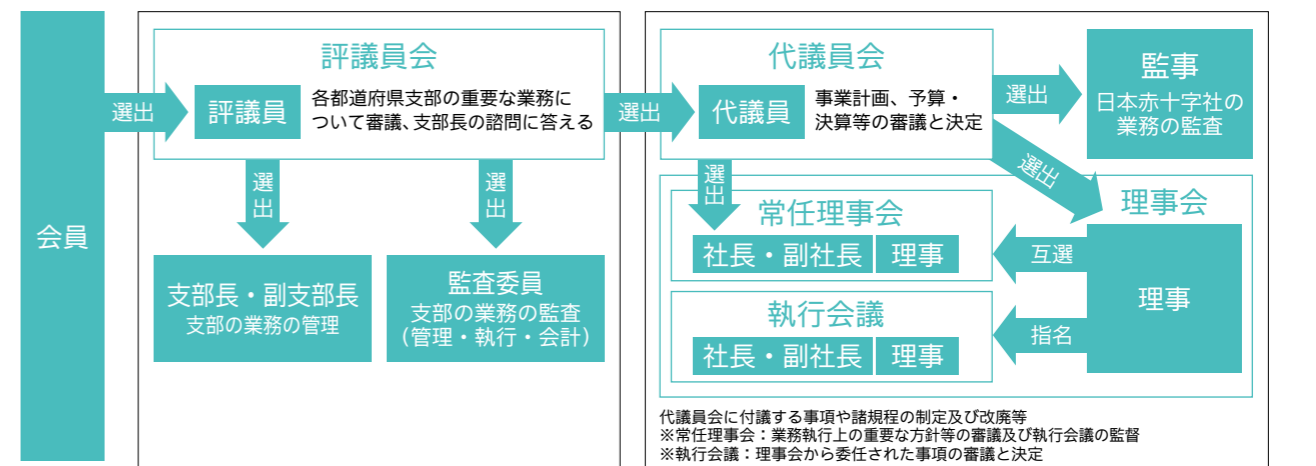 会員
選出
評議員会
評議員
各都道府県支部の重要な業務に
ついて審議、支部長の諮問に答える
選出
支部長・副支部長
支部の業務の管理
選出
監査委員
支部の業務の監査
（管理・執行・会計）
選出
代議員会
代議員
事業計画、予算・
決算等の審議と決定
選出
監事
日本赤十字社の
業務の監査
選出
選出
理事会
理事
常任理事会
社長・副社長
理事
互選
執行会議
社長・副社長
理事
指名
代議員会に付議する事項や諸規程の制定及び改廃等
※常任理事会：業務執行上の重要な方針等の審議及び執行会議の監督
※執行会議：理事会から委任された事項の審議と決定